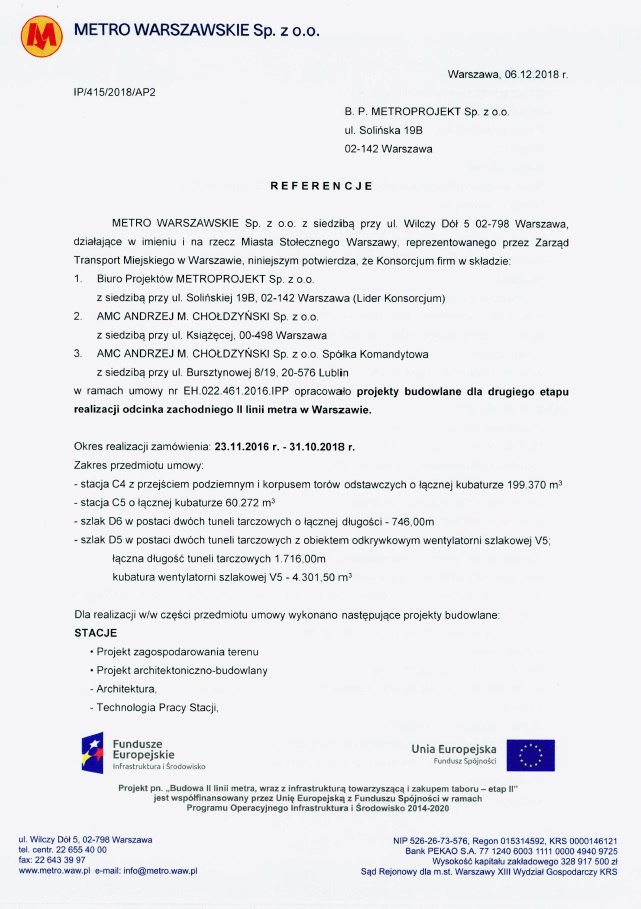 METRO WARSZAWSKIE Sp. z o.o.
Warszawa, 06.12.2018 r.
IP/415/2018/AP2
B. P. METROPROJEKT Sp. z o.o.
ul. Solińska 19B
02-142 Warszawa
REFERENCJE
METRO WARSZAWSKIE Sp. z o.o. z siedzibą przy ul. Wilczy Dół 5 02-798 Warszawa,
działające w imieniu i na rzecz Miasta Stołecznego Warszawy, reprezentowanego przez Zarząd
Transport Miejskiego w Warszawie, niniejszym potwierdza, że Konsorcjum firm w składzie:
1. Biuro Projektów METROPROJEKT Sp. z o.o.
z siedzibą przy ul. Solińskiej 19B, 02-142 Warszawa (Lider Konsorcjum)
2. AMC ANDRZEJ M. CHOŁDZYŃSKI Sp. z o.o.
z siedzibą przy ul. Książęcej, 00-498 Warszawa
3. AMC ANDRZEJ M. CHOŁDZYŃSKI Sp. z o.o. Spółka Komandytowa
z siedzibą przy ul. Bursztynowej 8/19, 20-576 Lublin
w ramach umowy nr EH.022.461.2016.IPP opracowało projekty budowlane dla drugiego etapu
realizacji odcinka zachodniego II linii metra w Warszawie.
Okres realizacji zamówienia: 23.11.2016 r. - 31.10.2018 r.
Zakres przedmiotu umowy:
- stacja C4 z przejściem podziemnym i korpusem torów odstawczych o łącznej kubaturze 199.370 m³
- stacja C5 o łącznej kubaturze 60.272 m³
- szlak D6 w postaci dwóch tuneli tarczowych o łącznej długości - 746,00m
- szlak D5 w postaci dwóch tuneli tarczowych z obiektem odkrywkowym wentylatorni szlakowej V5;
łączna długość tuneli tarczowych 1.716,00m
kubatura wentylatorni szlakowej V5 - 4.301,50 m³
Dla realizacji w/w części przedmiotu umowy wykonano następujące projekty budowlane:
STACJE
• Projekt zagospodarowania terenu
• Projekt architektoniczno-budowlany
- Architektura,
- Technologia Pracy Stacji,
Fundusze
Europejskie
Infrastruktura i Środowisko
Unia Europejska
Fundusz Spójności
Projekt pn. „Budowa II linii metra, wraz z infrastrukturą towarzyszącą i zakupem taboru – etap II”
jest współfinansowany przez Unię Europejską z Funduszu Spójności w ramach
Programu Operacyjnego Infrastruktura i Środowisko 2014-2020
ul. Wilczy Dół 5, 02-798 Warszawa
tel. centr. 22 655 40 00
fax: 22 643 39 97
www.metro.waw.pl e-mail: info@metro.waw.pl
NIP 526-26-73-576, Regon 015314592, KRS 0000146121
Bank PEKAO S.A. 77 1240 6003 1111 0000 4940 9725
Wysokość kapitału zakładowego 328 917 500 zł
Sąd Rejonowy dla m.st. Warszawy XIII Wydział Gospodarczy KRS